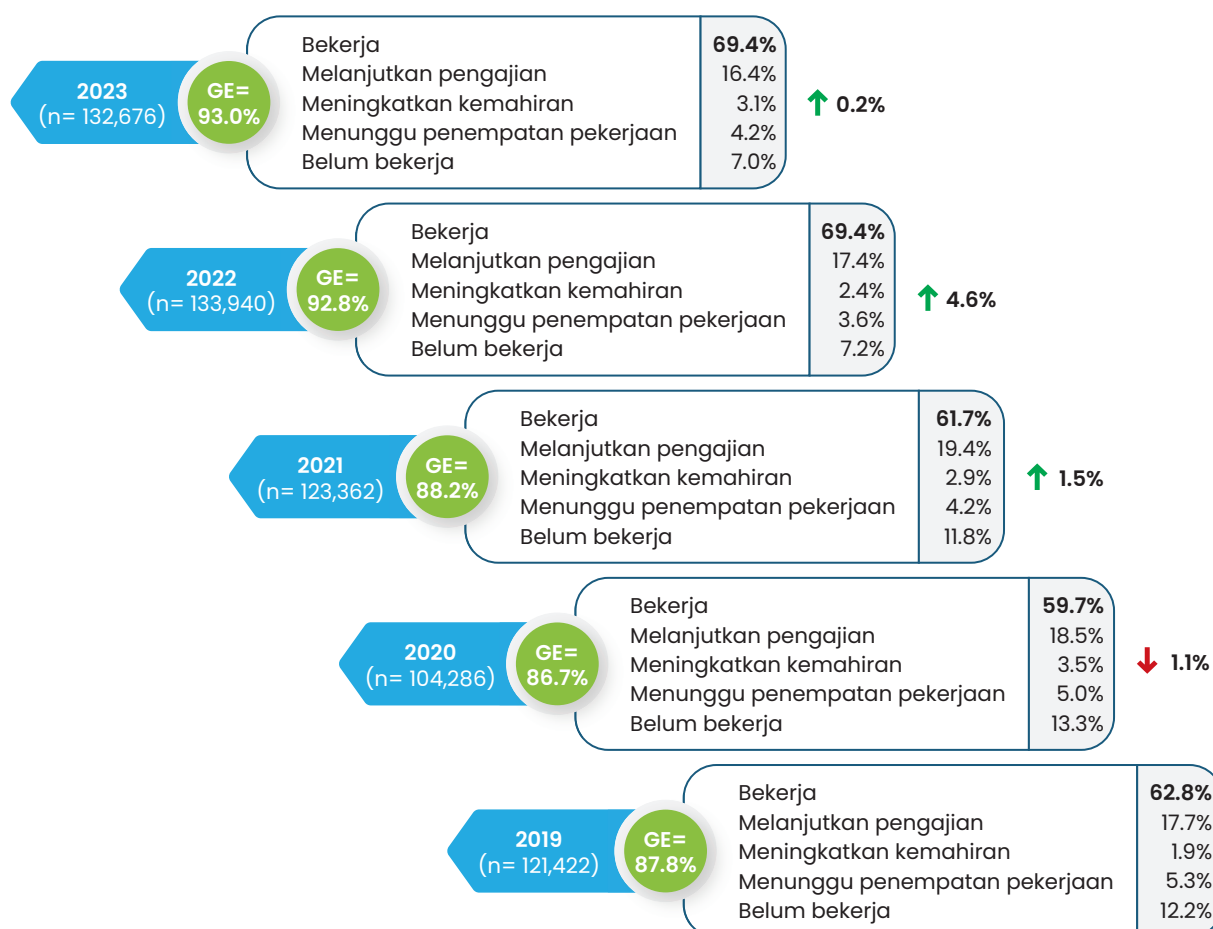 2023
(n= 132,676)
GE=
93.0%
Bekerja 69.4%
Melanjutkan pengajian 16.4%
Meningkatkan kemahiran 3.1%
Menunggu penempatan pekerjaan 4.2%
Belum bekerja 7.0%
0.2%
2022
(n= 133,940)
GE=
92.8%
Bekerja 69.4%
Melanjutkan pengajian 17.4%
Meningkatkan kemahiran 2.4%
Menunggu penempatan pekerjaan 3.6%
Belum bekerja 7.2%
4.6%
2021
(n= 123,362)
GE=
88.2%
Bekerja 61.7%
Melanjutkan pengajian 19.4%
Meningkatkan kemahiran 2.9%
Menunggu penempatan pekerjaan 4.2%
Belum bekerja 11.8%
1.5%
2020
(n= 104,286)
GE=
86.7%
Bekerja 59.7%
Melanjutkan pengajian 18.5%
Meningkatkan kemahiran 3.5%
Menunggu penempatan pekerjaan 5.0%
Belum bekerja 13.3%
1.1%
2019
(n= 121,422)
GE=
87.8%
Bekerja 62.8%
Melanjutkan pengajian 17.7%
Meningkatkan kemahiran 1.9%
Menunggu penempatan pekerjaan 5.3%
Belum bekerja 12.2%